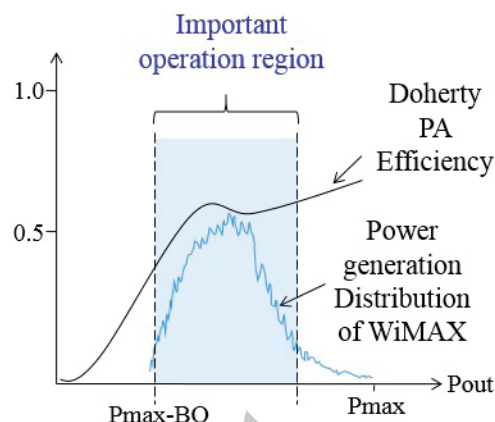 Important
operation region
1.0
Doherty
PA
Efficiency
0.5
Power
generation
Distribution
of WiMAX
Pout
Pmax-BO
Pmax